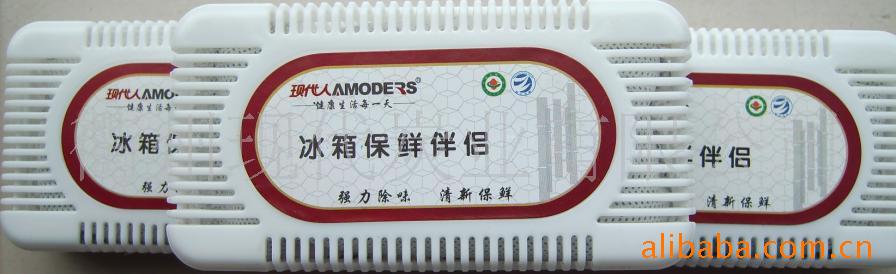 现代人AMODERS®
健康生活每一天
冰箱保
强力除
现代人AMODERS®
健康生活每一天
冰箱保鲜伴侣
强力除味 清新保鲜
伴侣
清新保鲜
alibaba.com.cn